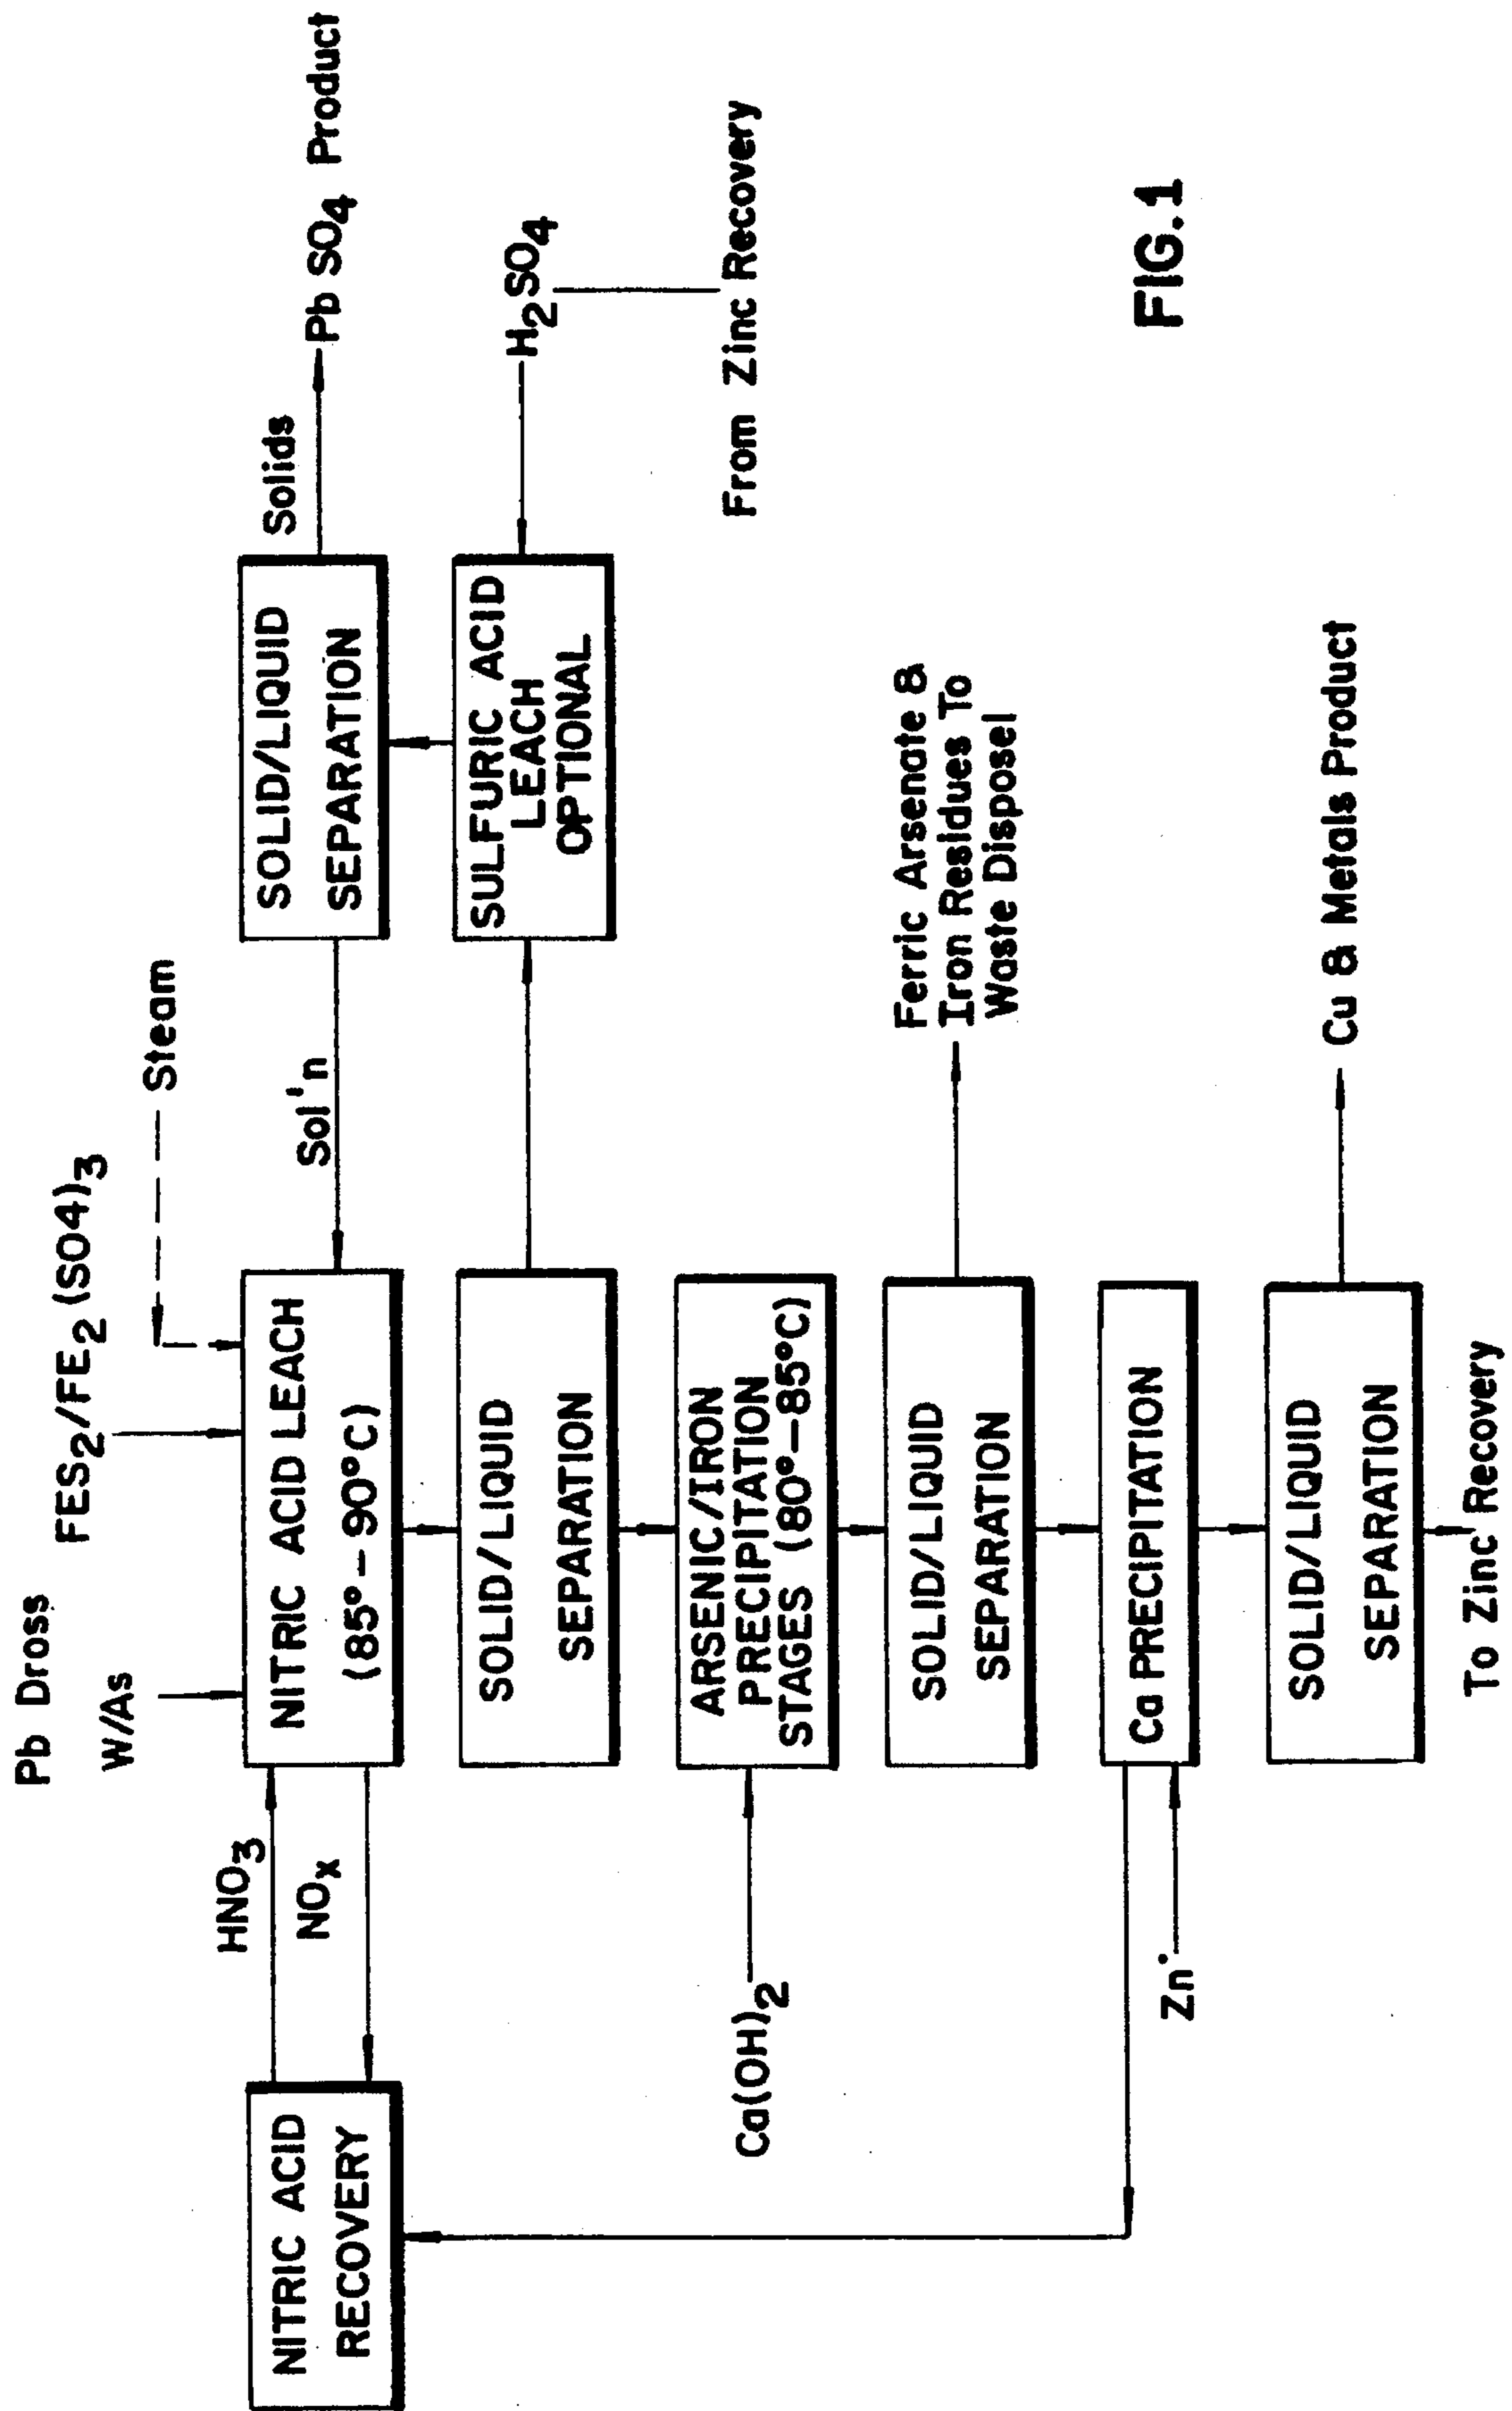 Pb Dross
W/As
FES2/FE2(SO4)3
Steam
HNO3
NOx
NITRIC ACID
RECOVERY
NITRIC ACID LEACH
(85°-90°C)
Sol'n
SOLID/LIQUID
SEPARATION
Solids
Pb SO4 Product
SOLID/LIQUID
SEPARATION
SULFURIC ACID
LEACH
OPTIONAL
H2SO4
From Zinc Recovery
Ca(OH)2
ARSENIC/IRON
PRECIPITATION
STAGES (80°-85°C)
SOLID/LIQUID
SEPARATION
Ferric Arsenate &
Iron Residues To
Waste Disposel
Zn°
Ca PRECIPITATION
SOLID/LIQUID
SEPARATION
Cu & Metals Product
To Zinc Recovery
FIG.1